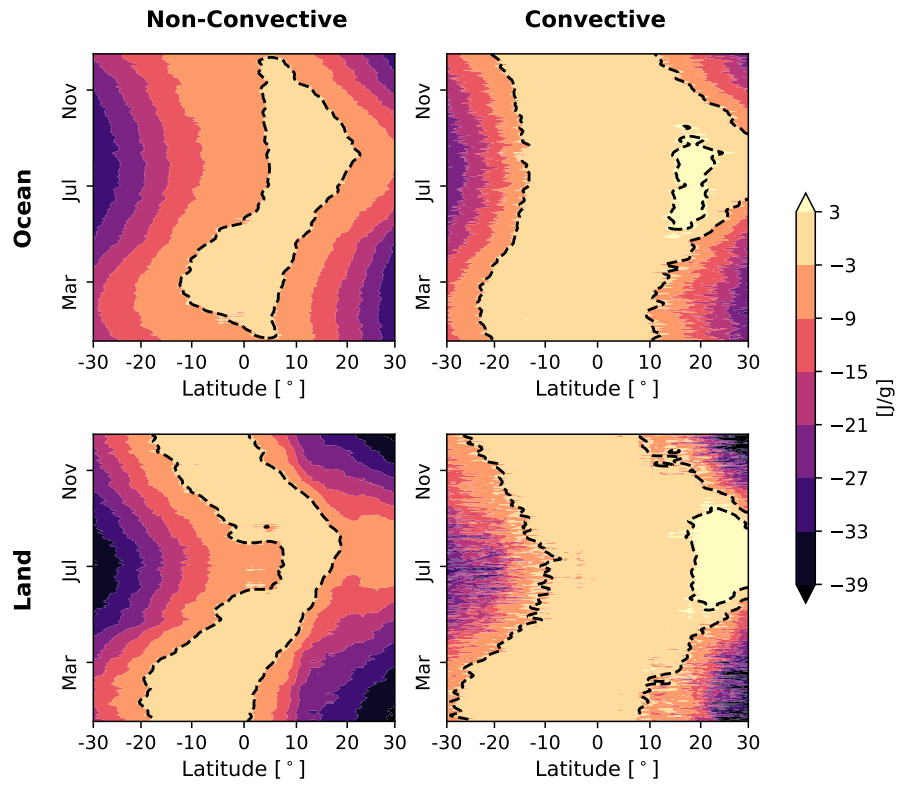 Non-Convective Convective
Ocean
Nov
Jul
Mar
-30 -20 -10 0 10 20 30
Latitude [°]
Nov
Jul
Mar
-30 -20 -10 0 10 20 30
Latitude [°]
Land
Nov
Jul
Mar
-30 -20 -10 0 10 20 30
Latitude [°]
Nov
Jul
Mar
-30 -20 -10 0 10 20 30
Latitude [°]
3
−3
−9
−15
−21
−27
−33
−39
[J/g]